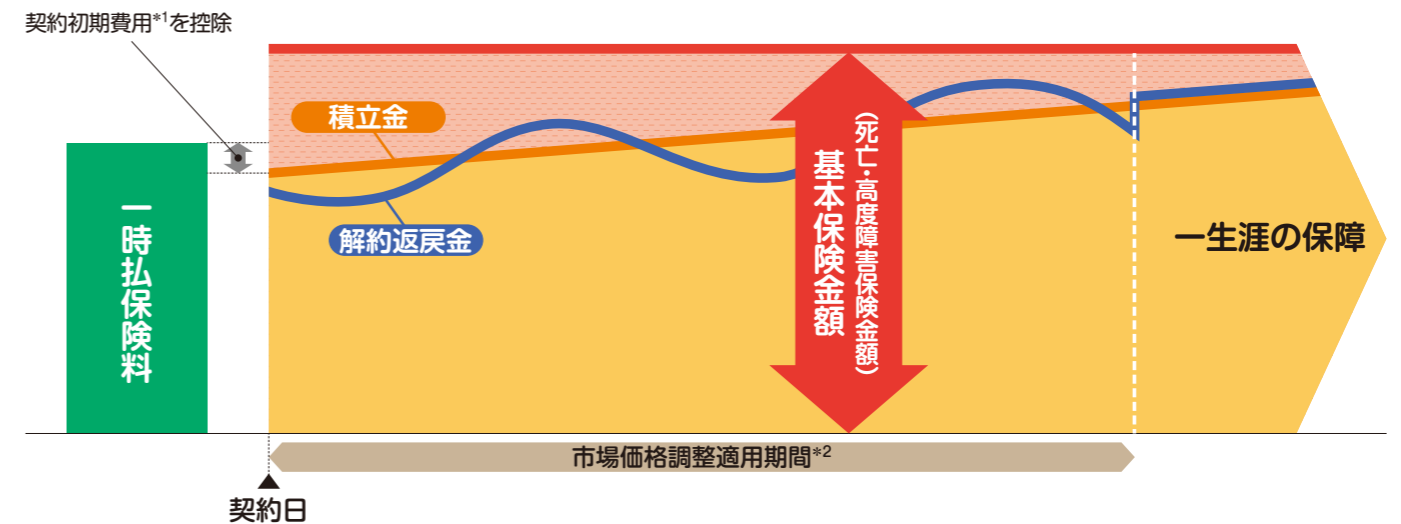 契約初期費用*1を控除
積立金
解約返戻金
一時払保険料
(死亡・高度障害保険金額)
基本保険金額
一生涯の保障
市場価格調整適用期間*2
契約日